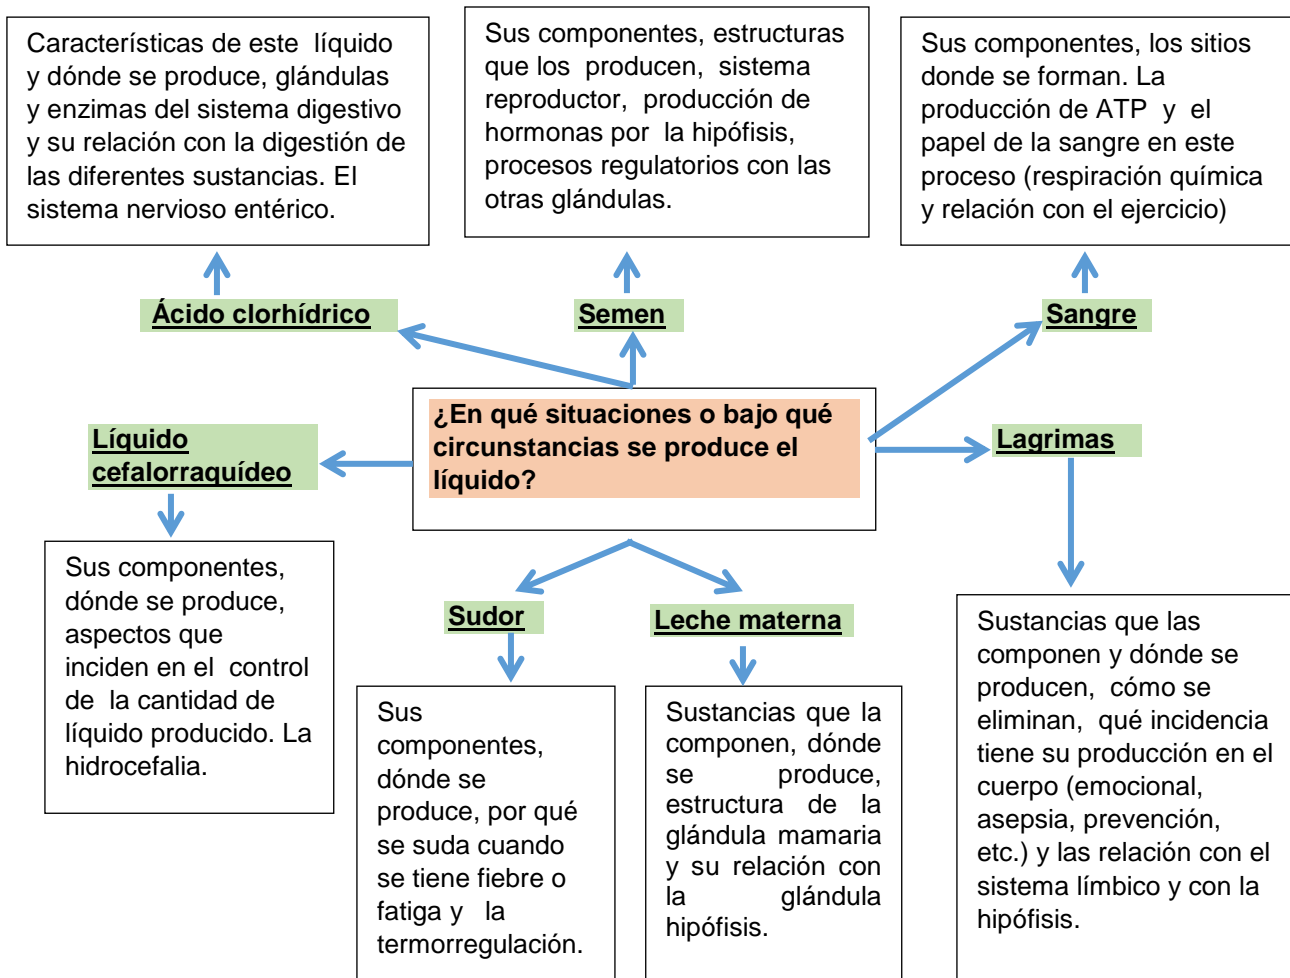 Características de este líquido
y dónde se produce, glándulas
y enzimas del sistema digestivo
y su relación con la digestión de
las diferentes sustancias. El
sistema nervioso entérico.
Sus componentes, estructuras
que los producen, sistema
reproductor, producción de
hormonas por la hipófisis,
procesos regulatorios con las
otras glándulas.
Sus componentes, los sitios
donde se forman. La
producción de ATP y el
papel de la sangre en este
proceso (respiración química
y relación con el ejercicio)
Ácido clorhídrico
Semen
Sangre
¿En qué situaciones o bajo qué
circunstancias se produce el
líquido?
Líquido
cefalorraquídeo
Lagrimas
Sus componentes,
dónde se produce,
aspectos que
inciden en el control
de la cantidad de
líquido producido. La
hidrocefalia.
Sudor
Leche materna
Sus
componentes,
dónde se
produce, por qué
se suda cuando
se tiene fiebre o
fatiga y la
termorregulación.
Sustancias que la
componen, dónde
se produce,
estructura de la
glándula mamaria
y su relación con
la glándula
hipófisis.
Sustancias que las
componen y dónde se
producen, cómo se
eliminan, qué incidencia
tiene su producción en el
cuerpo (emocional,
asepsia, prevención,
etc.) y las relación con el
sistema límbico y con la
hipófisis.